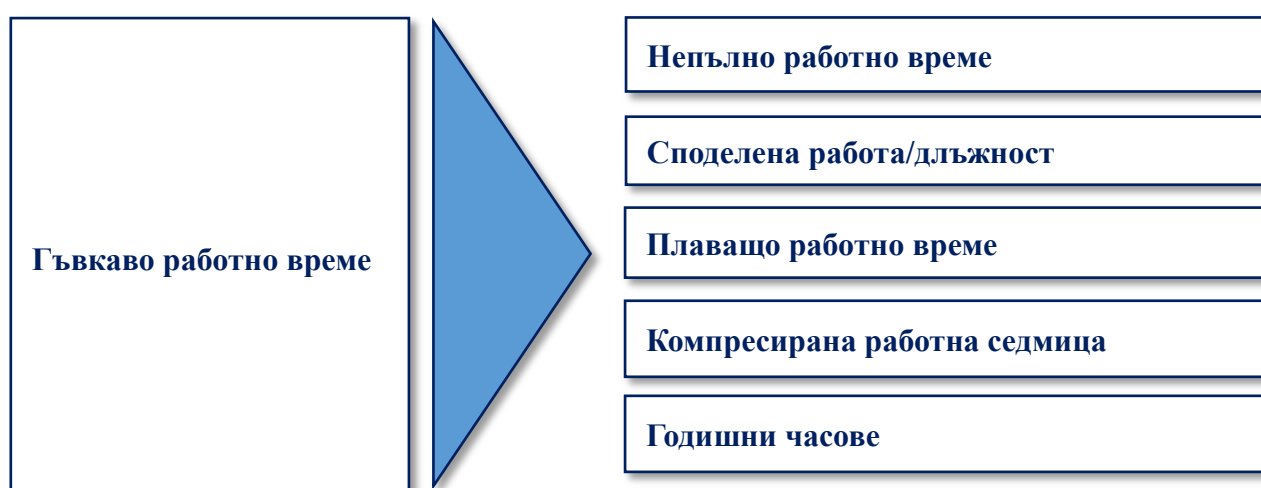 Гъвкаво работно време
Непълно работно време
Споделена работа/длъжност
Плаващо работно време
Компресирана работна седмица
Годишни часове